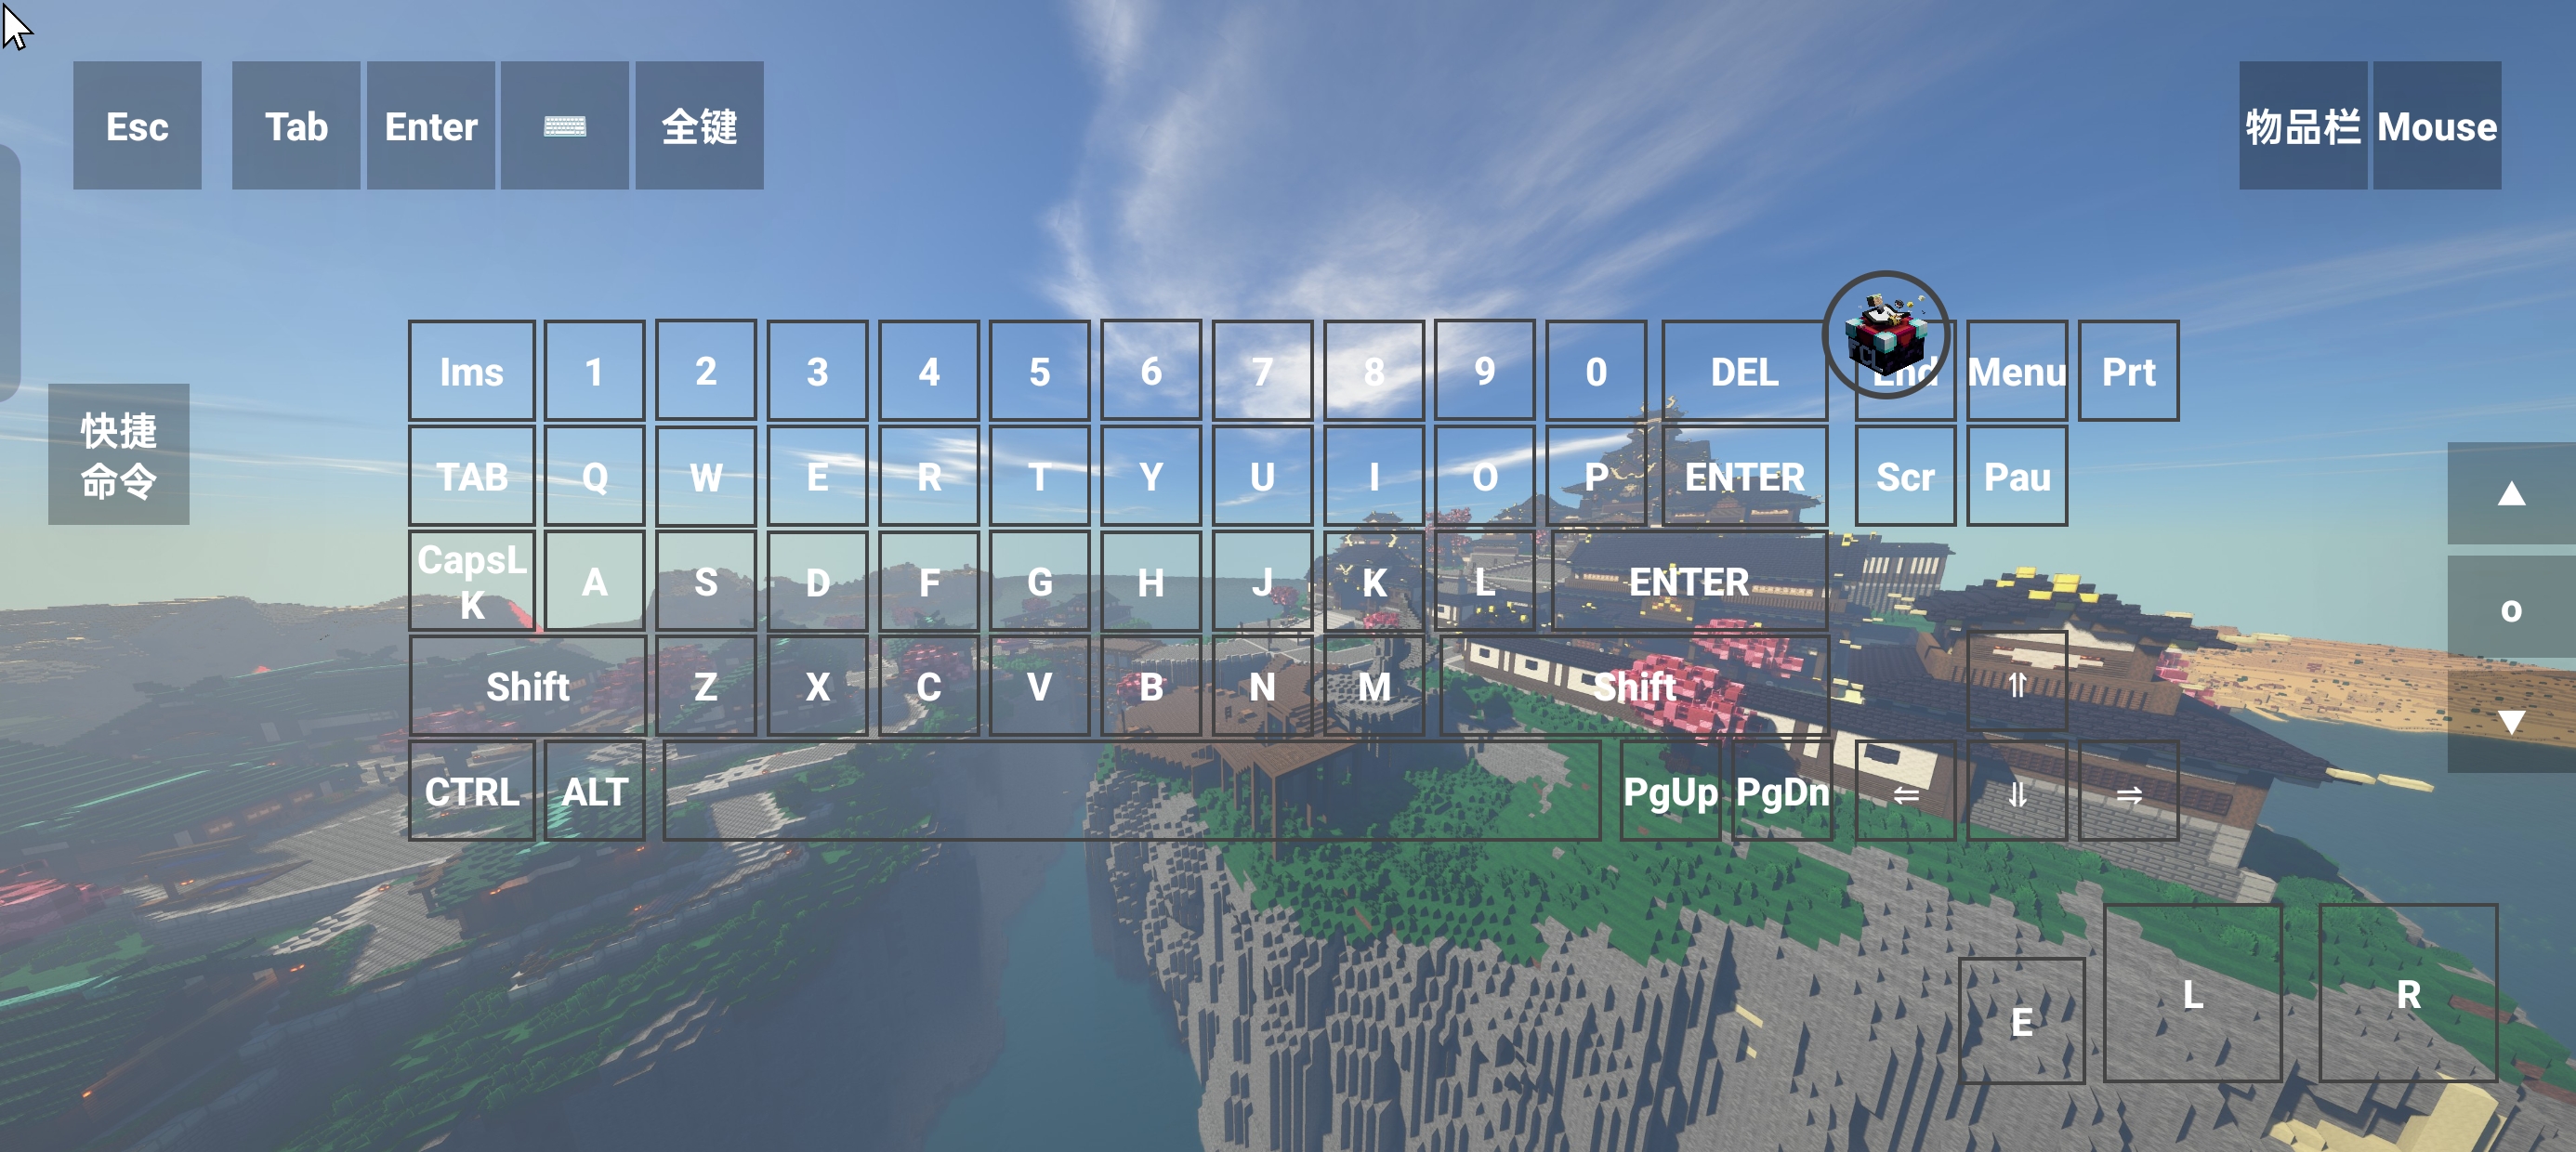 Esc Tab Enter ⌨ 全键 物品栏 Mouse
Ims 1 2 3 4 5 6 7 8 9 0 DEL End Menu Prt
快捷
命令
TAB Q W E R T Y U I O P ENTER Scr Pau
▲
CapsL
K
A S D F G H J K L ENTER
o
Shift Z X C V B N M Shift ⇑
▼
CTRL ALT PgUp PgDn ⇐ ⇓ ⇒
E L R
FCL